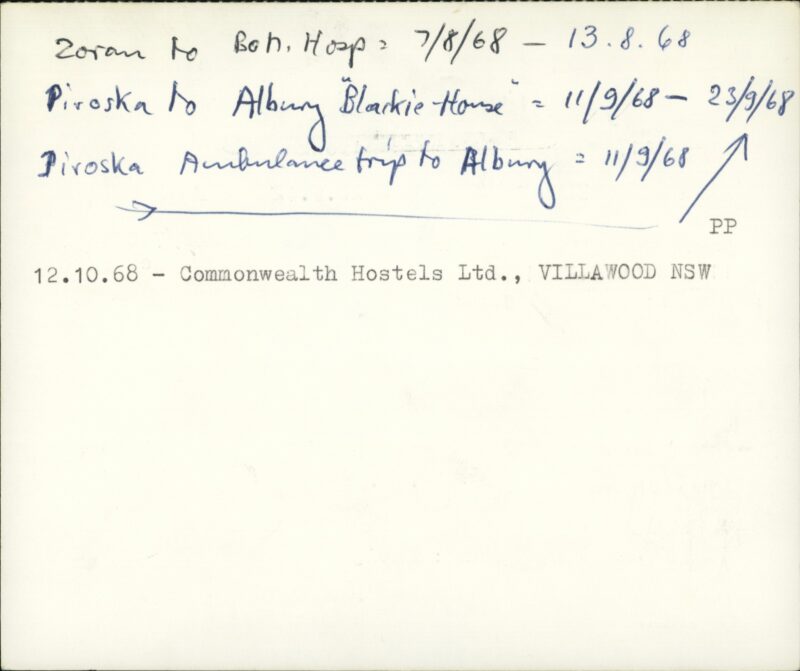 Zoran to Bon. Hosp = 7/8/68 – 13.8.68
Piroska to Albury "Blackie House" = 11/9/68 – 23/9/68
Piroska Ambulance trip to Albury = 11/9/68
PP
12.10.68 - Commonwealth Hostels Ltd., VILLAWOOD NSW